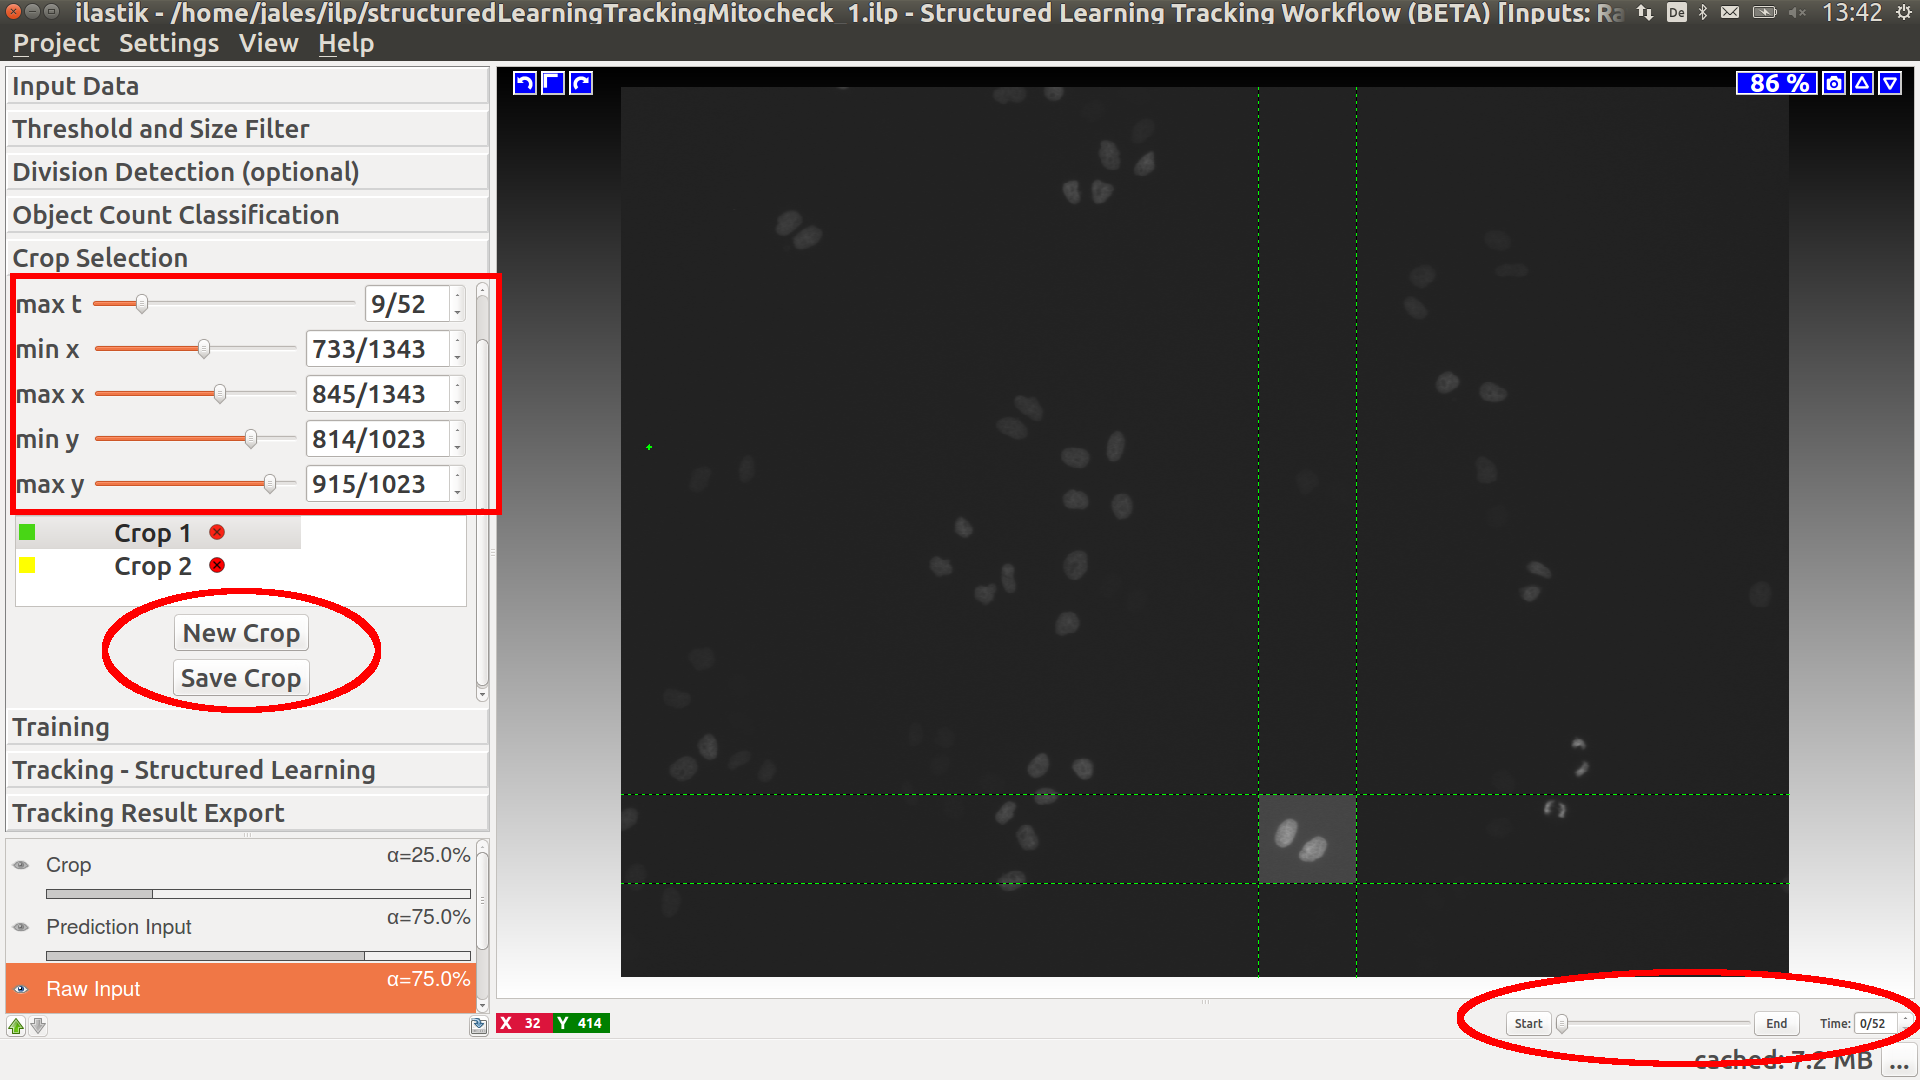 ilastik - /home/jales/ilp/structuredLearningTrackingMitocheck_1.ilp - Structured Learning Tracking Workflow (BETA) [Inputs: Ra
De
13:42
Project Settings View Help
Input Data
Threshold and Size Filter
Division Detection (optional)
Object Count Classification
Crop Selection
max t 9/52
min x 733/1343
max x 845/1343
min y 814/1023
max y 915/1023
Crop 1
Crop 2
New Crop
Save Crop
Training
Tracking - Structured Learning
Tracking Result Export
Crop α=25.0%
Prediction Input α=75.0%
Raw Input α=75.0%
86 %
X 32 Y 414
Start End Time: 0/52
cached: 7.2 MB ...